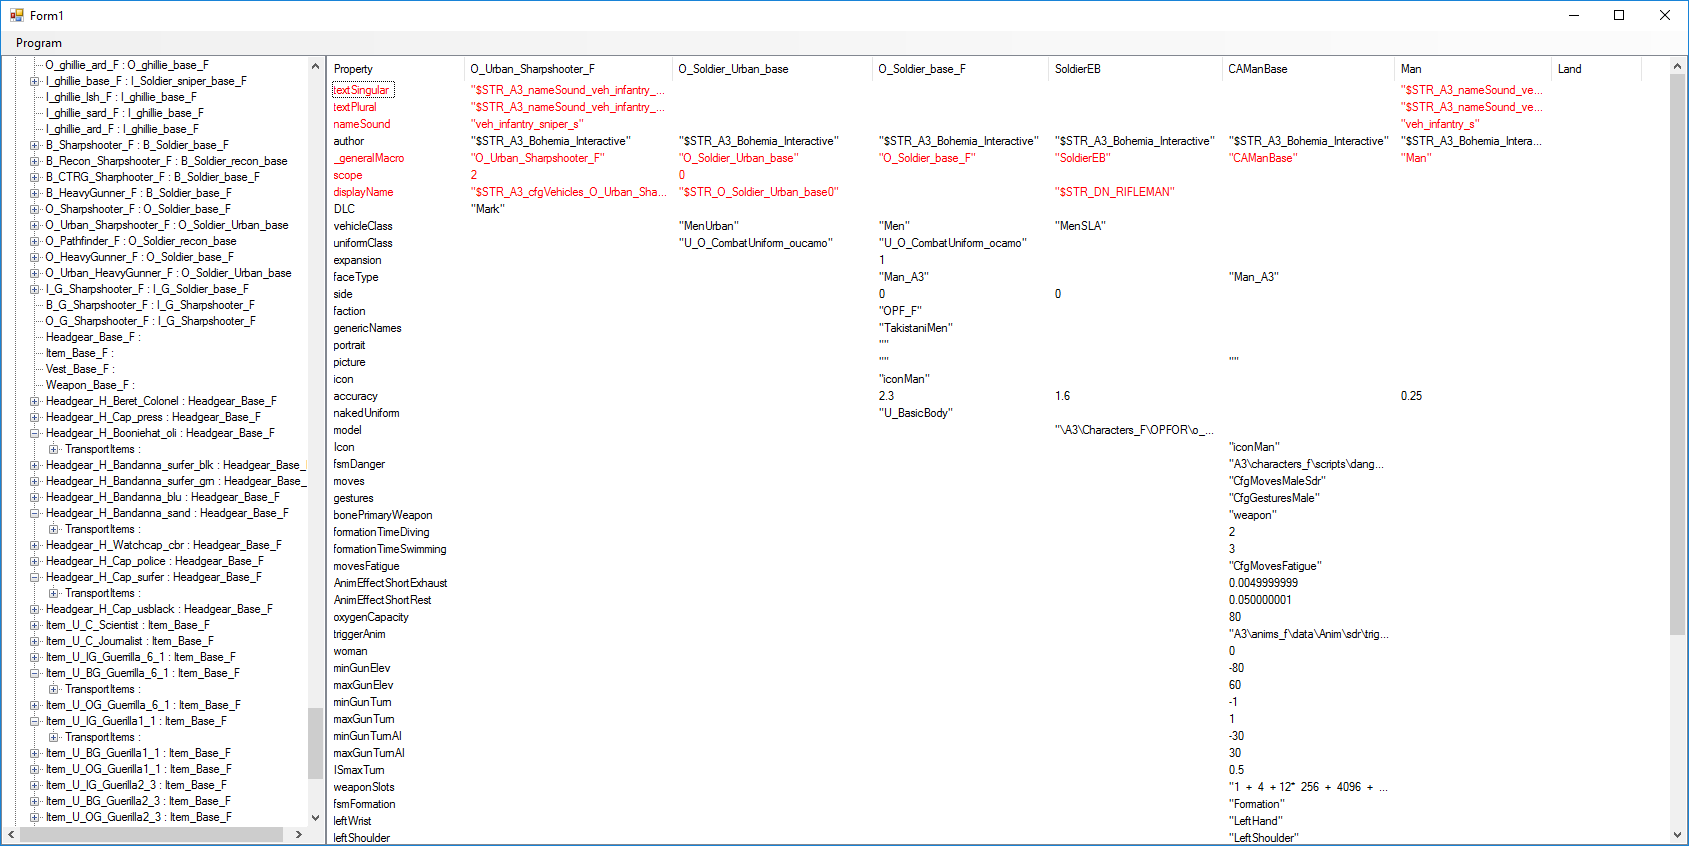 Form1
Program
O_ghillie_ard_F : O_ghillie_base_F
I_ghillie_base_F : I_Soldier_sniper_base_F
I_ghillie_lsh_F : I_ghillie_base_F
I_ghillie_sard_F : I_ghillie_base_F
I_ghillie_ard_F : I_ghillie_base_F
B_Sharpshooter_F : B_Soldier_base_F
B_Recon_Sharpshooter_F : B_Soldier_recon_base
B_CTRG_Sharphooter_F : B_Soldier_base_F
B_HeavyGunner_F : B_Soldier_base_F
O_Sharpshooter_F : O_Soldier_base_F
O_Urban_Sharpshooter_F : O_Soldier_Urban_base
O_Pathfinder_F : O_Soldier_recon_base
O_HeavyGunner_F : O_Soldier_base_F
O_Urban_HeavyGunner_F : O_Soldier_Urban_base
I_G_Sharpshooter_F : I_G_Soldier_base_F
B_G_Sharpshooter_F : I_G_Sharpshooter_F
O_G_Sharpshooter_F : I_G_Sharpshooter_F
Headgear_Base_F :
Item_Base_F :
Vest_Base_F :
Weapon_Base_F :
Headgear_H_Beret_Colonel : Headgear_Base_F
Headgear_H_Cap_press : Headgear_Base_F
Headgear_H_Booniehat_oli : Headgear_Base_F
TransportItems :
Headgear_H_Bandanna_surfer_blk : Headgear_Base_
Headgear_H_Bandanna_surfer_grn : Headgear_Base_
Headgear_H_Bandanna_blu : Headgear_Base_F
Headgear_H_Bandanna_sand : Headgear_Base_F
TransportItems :
Headgear_H_Watchcap_cbr : Headgear_Base_F
Headgear_H_Cap_police : Headgear_Base_F
Headgear_H_Cap_surfer : Headgear_Base_F
TransportItems :
Headgear_H_Cap_usblack : Headgear_Base_F
Item_U_C_Scientist : Item_Base_F
Item_U_C_Journalist : Item_Base_F
Item_U_IG_Guerrilla_6_1 : Item_Base_F
Item_U_BG_Guerrilla_6_1 : Item_Base_F
TransportItems :
Item_U_OG_Guerrilla_6_1 : Item_Base_F
Item_U_IG_Guerilla1_1 : Item_Base_F
TransportItems :
Item_U_BG_Guerilla1_1 : Item_Base_F
Item_U_OG_Guerilla1_1 : Item_Base_F
Item_U_IG_Guerilla2_3 : Item_Base_F
Item_U_BG_Guerilla2_3 : Item_Base_F
Item_U_OG_Guerilla2_3 : Item_Base_F
Property O_Urban_Sharpshooter_F O_Soldier_Urban_base O_Soldier_base_F SoldierEB CAManBase Man Land
textSingular "$STR_A3_nameSound_veh_infantry_... "$STR_A3_nameSound_ve...
textPlural "$STR_A3_nameSound_veh_infantry_... "$STR_A3_nameSound_ve...
nameSound "veh_infantry_sniper_s" "veh_infantry_s"
author "$STR_A3_Bohemia_Interactive" "$STR_A3_Bohemia_Interactive" "$STR_A3_Bohemia_Interactive" "$STR_A3_Bohemia_Interactive" "$STR_A3_Bohemia_Interactive" "$STR_A3_Bohemia_Intera...
_generalMacro "O_Urban_Sharpshooter_F" "O_Soldier_Urban_base" "O_Soldier_base_F" "SoldierEB" "CAManBase" "Man"
scope 2 0
displayName "$STR_A3_cfgVehicles_O_Urban_Sha... "$STR_O_Soldier_Urban_base0" "$STR_DN_RIFLEMAN"
DLC "Mark"
vehicleClass "MenUrban" "Men" "MenSLA"
uniformClass "U_O_CombatUniform_oucamo" "U_O_CombatUniform_ocamo"
expansion 1
faceType "Man_A3" "Man_A3"
side 0 0
faction "OPF_F"
genericNames "TakistaniMen"
portrait ""
picture "" ""
icon "iconMan"
accuracy 2.3 1.6 0.25
nakedUniform "U_BasicBody"
model "\A3\Characters_F\OPFOR\o_...
Icon "iconMan"
fsmDanger "A3\characters_f\scripts\dang...
moves "CfgMovesMaleSdr"
gestures "CfgGesturesMale"
bonePrimaryWeapon "weapon"
formationTimeDiving 2
formationTimeSwimming 3
movesFatigue "CfgMovesFatigue"
AnimEffectShortExhaust 0.0049999999
AnimEffectShortRest 0.050000001
oxygenCapacity 80
triggerAnim "A3\anims_f\data\Anim\sdr\trig...
woman 0
minGunElev -80
maxGunElev 60
minGunTurn -1
maxGunTurn 1
minGunTurnAI -30
maxGunTurnAI 30
lSmaxTurn 0.5
weaponSlots "1 + 4 + 12* 256 + 4096 + ...
fsmFormation "Formation"
leftWrist "LeftHand"
leftShoulder "LeftShoulder"